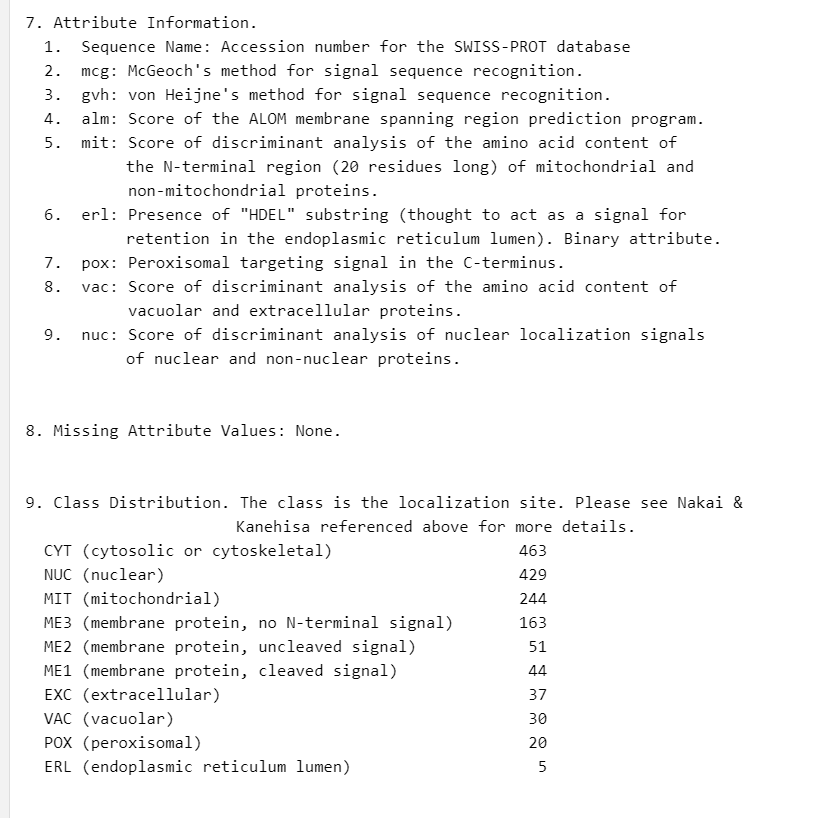 7. Attribute Information.
1. Sequence Name: Accession number for the SWISS-PROT database
2. mcg: McGeoch's method for signal sequence recognition.
3. gvh: von Heijne's method for signal sequence recognition.
4. alm: Score of the ALOM membrane spanning region prediction program.
5. mit: Score of discriminant analysis of the amino acid content of
the N-terminal region (20 residues long) of mitochondrial and
non-mitochondrial proteins.
6. erl: Presence of "HDEL" substring (thought to act as a signal for
retention in the endoplasmic reticulum lumen). Binary attribute.
7. pox: Peroxisomal targeting signal in the C-terminus.
8. vac: Score of discriminant analysis of the amino acid content of
vacuolar and extracellular proteins.
9. nuc: Score of discriminant analysis of nuclear localization signals
of nuclear and non-nuclear proteins.
8. Missing Attribute Values: None.
9. Class Distribution. The class is the localization site. Please see Nakai &
Kanehisa referenced above for more details.
CYT (cytosolic or cytoskeletal) 463
NUC (nuclear) 429
MIT (mitochondrial) 244
ME3 (membrane protein, no N-terminal signal) 163
ME2 (membrane protein, uncleaved signal) 51
ME1 (membrane protein, cleaved signal) 44
EXC (extracellular) 37
VAC (vacuolar) 30
POX (peroxisomal) 20
ERL (endoplasmic reticulum lumen) 5